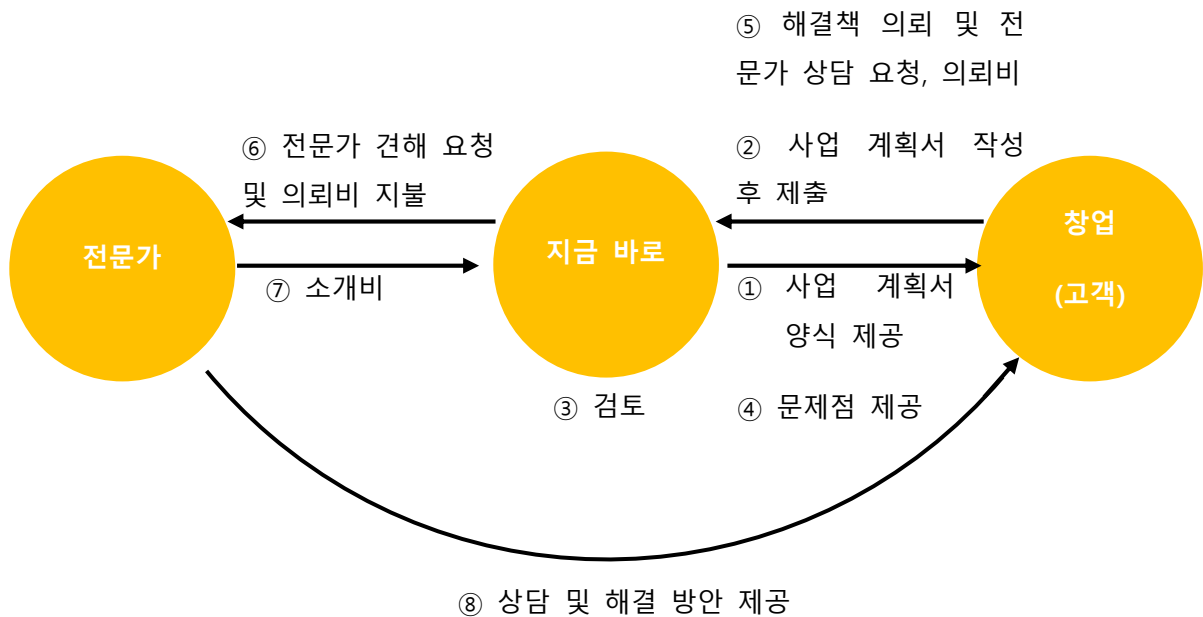 ⑤ 해결책 의뢰 및 전
문가 상담 요청, 의뢰비
⑥ 전문가 견해 요청
및 의뢰비 지불
② 사업 계획서 작성
후 제출
전문가
지금 바로
창업
(고객)
⑦ 소개비
① 사업 계획서
양식 제공
③ 검토
④ 문제점 제공
⑧ 상담 및 해결 방안 제공